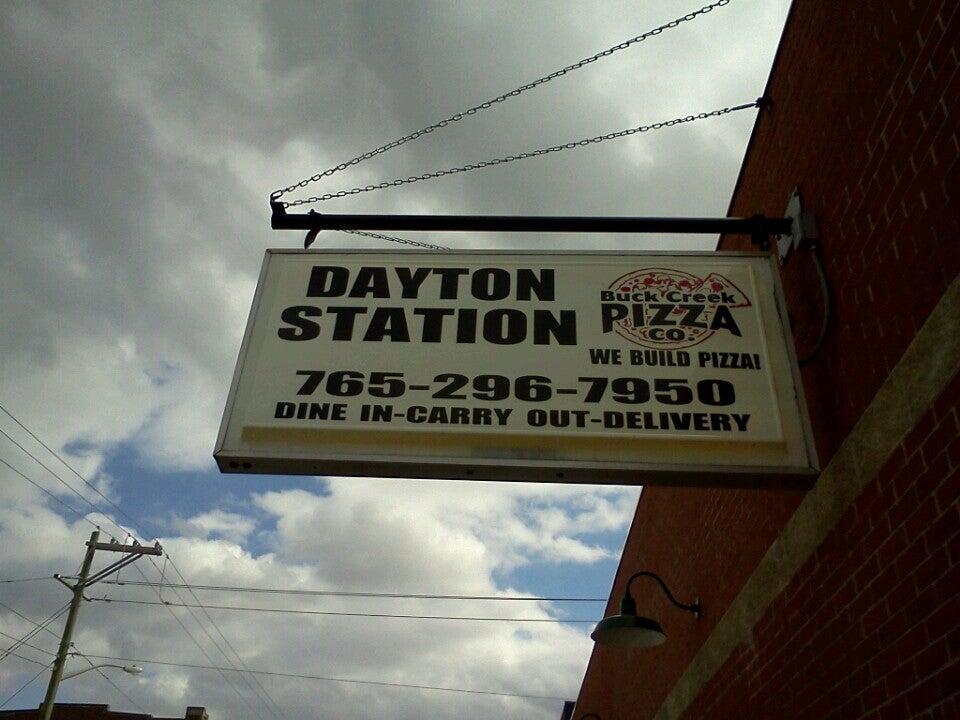 DAYTON
STATION
Buck Creek
PIZZA
CO.
WE BUILD PIZZA!
765-296-7950
DINE IN-CARRY OUT-DELIVERY